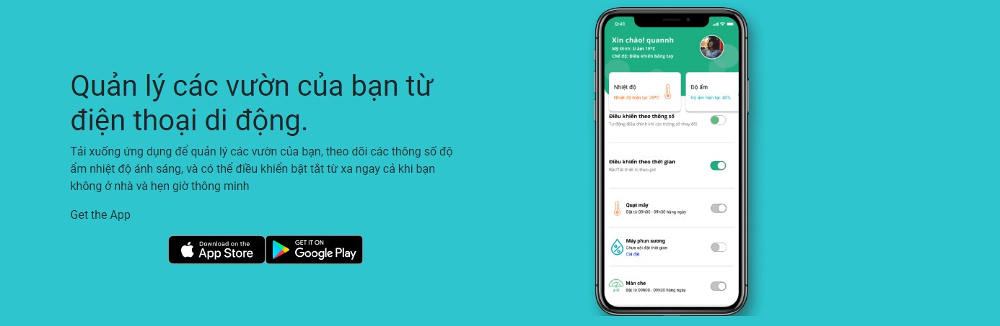 Quản lý các vườn của bạn từ
điện thoại di động.
Tải xuống ứng dụng để quản lý các vườn của bạn, theo dõi các thông số độ
ẩm nhiệt độ ánh sáng, và có thể điều khiển bật tắt từ xa ngay cả khi bạn
không ở nhà và hẹn giờ thông minh
Get the App
Download on the
App Store
GET IT ON
Google Play
9:41
Xin chào! quannh
Mỹ Đình: U ám 19°C
Chế độ: Điều khiển bằng tay
Nhiệt độ
Nhiệt độ hiện tại: 28°C
Độ ẩm
Độ ẩm hiện tại: 40%
Điều khiển theo thông số
Tự động điều chỉnh khi các thông số thay đổi
Điều khiển theo thời gian
Bật/Tắt thiết bị theo giờ
Quạt máy
Bật từ 09h00 - 09h30 hàng ngày
Máy phun sương
Chưa cài đặt thời gian
Cài đặt
pH
Màn che
Bật từ 09h00 - 09h30 hàng ngày